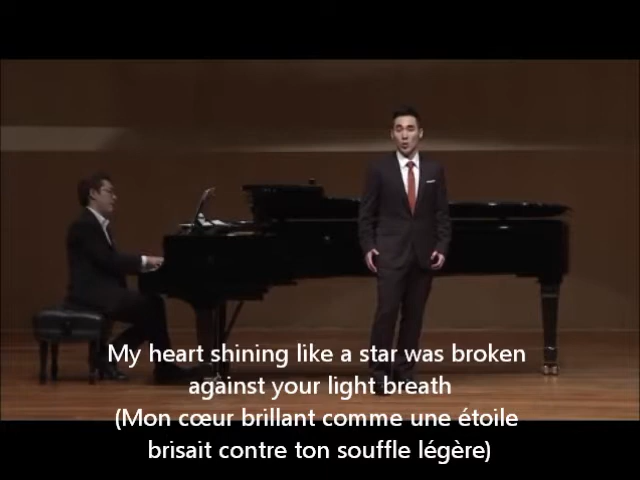 My heart shining like a star was broken
against your light breath
(Mon cœur brillant comme une étoile
brisait contre ton souffle légère)